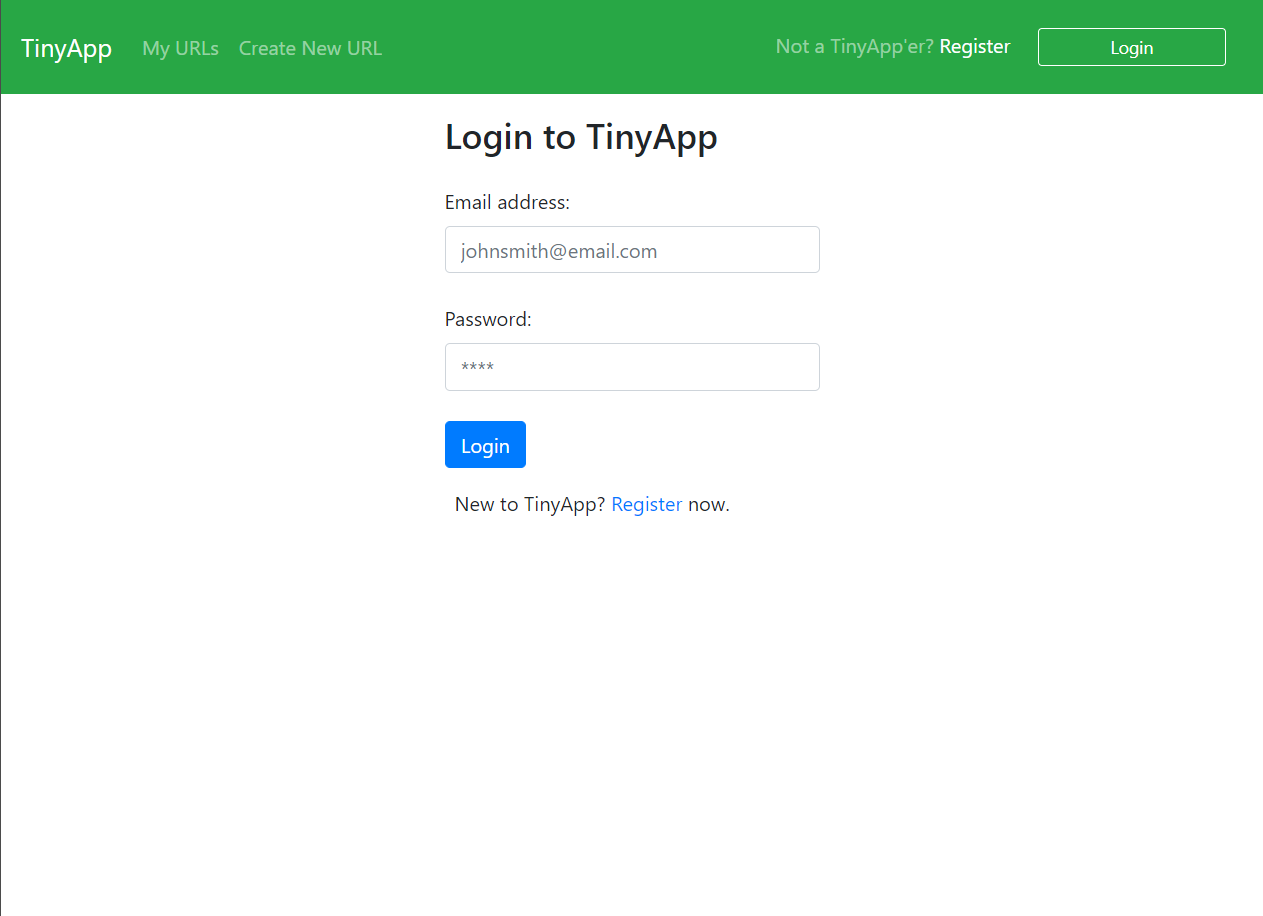 TinyApp My URLs Create New URL Not a TinyApp'er? Register Login
Login to TinyApp
Email address:
johnsmith@email.com
Password:
****
Login
New to TinyApp? Register now.